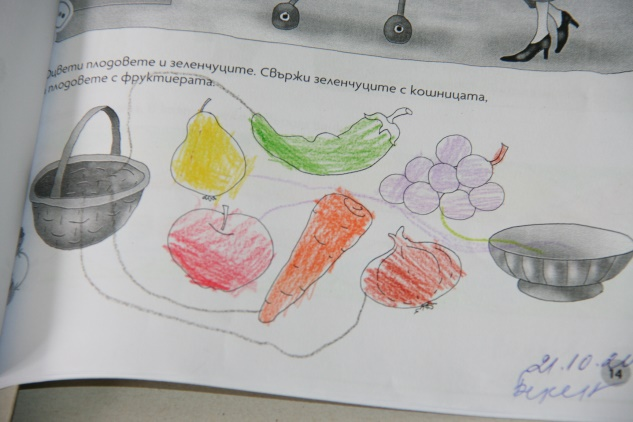 Оцвети плодовете и зеленчуците. Свържи зеленчуците с кошницата,
плодовете с фруктиерата.
21.10.
14